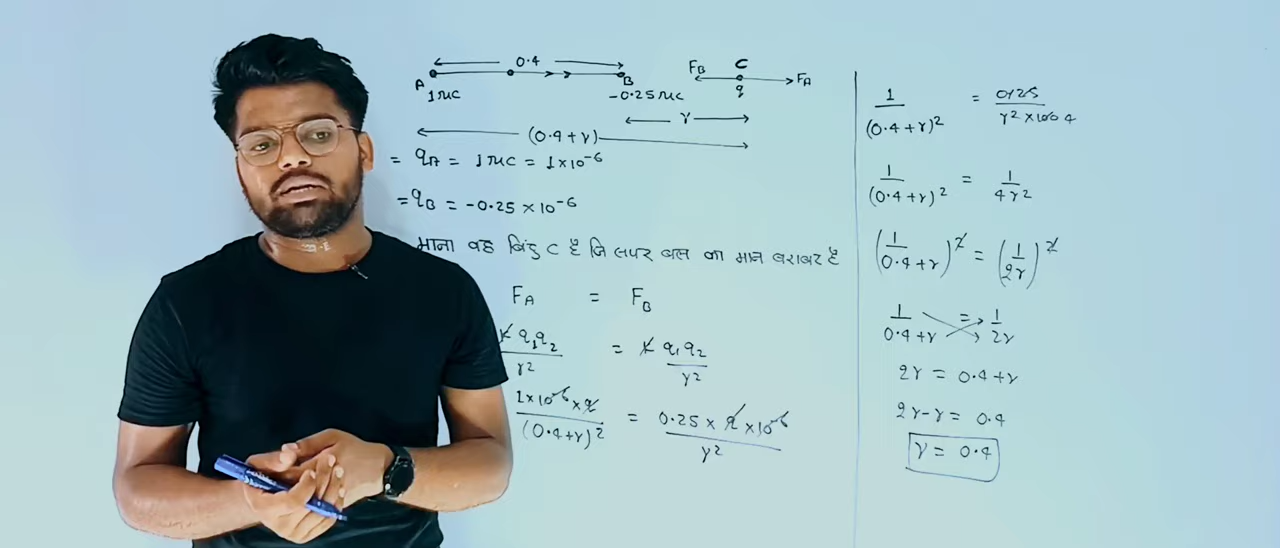 0.4
A B
1μC -0.25μC
F_B C F_A
q
r
(0.4+r)
= q_A = 1μC = 1×10⁻⁶
= q_B = -0.25×10⁻⁶
माना वह बिंदु C है जिसपर बल का मान बराबर है
F_A = F_B
K q₁q₂ / r² = K q₁q₂ / r²
1×10⁻⁶×q / (0.4+r)² = 0.25×q×10⁻⁶ / r²
1 / (0.4+r)² = 0.25 / r²×100 4
1 / (0.4+r)² = 1 / 4r²
(1 / 0.4+r)² = (1 / 2r)²
1 / 0.4+r = 1 / 2r
2r = 0.4+r
2r-r = 0.4
r = 0.4